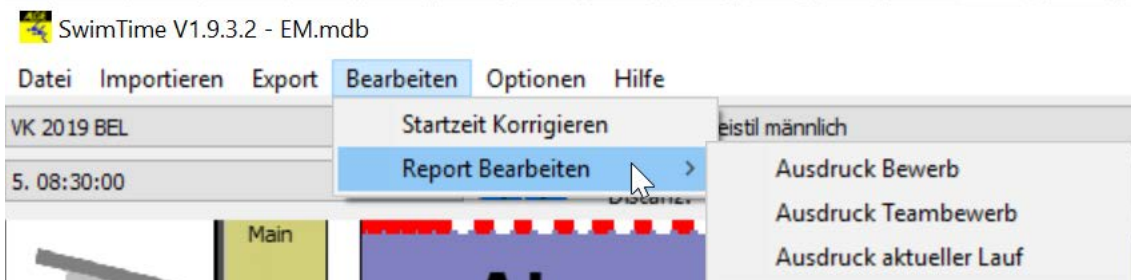 SwimTime V1.9.3.2 - EM.mdb
Datei Importieren Export Bearbeiten Optionen Hilfe
VK 2019 BEL
Startzeit Korrigieren
eistil männlich
5. 08:30:00
Report Bearbeiten
Ausdruck Bewerb
Ausdruck Teambewerb
Main
Ausdruck aktueller Lauf